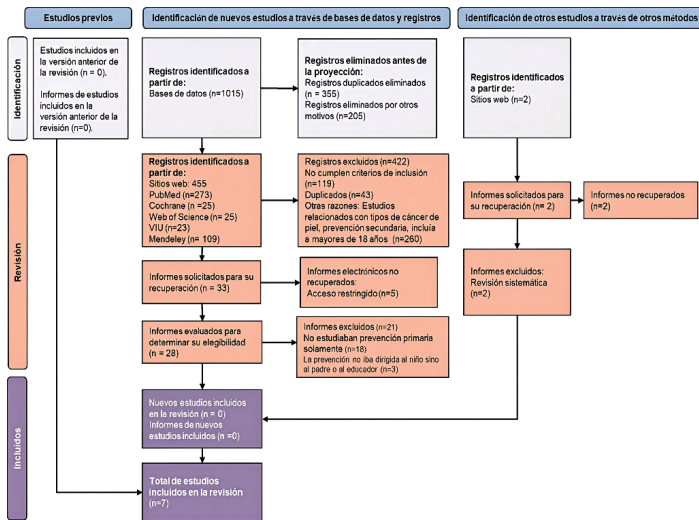 Estudios previos
Identificación de nuevos estudios a través de bases de datos y registros
Identificación de otros estudios a través de otros métodos
Identificación
Estudios incluidos en
la versión anterior de
la revisión (n = 0).
Informes de estudios
incluidos en la
versión anterior de la
revisión (n=0).
Registros identificados a
partir de:
Bases de datos (n=1015)
Registros eliminados antes de
la proyección:
Registros duplicados eliminados
(n = 355)
Registros eliminados por otros
motivos (n=205)
Registros identificados
a partir de:
Sitios web (n=2)
Revisión
Registros identificados a
partir de:
Sitios web: 455
PubMed (n=273)
Cochrane (n =25)
Web of Science (n= 25)
VIU (n=23)
Mendeley (n= 109)
Registros excluidos (n=422)
No cumplen criterios de inclusión
(n=119)
Duplicados (n=43)
Otras razones: Estudios
relacionados con tipos de cáncer de
piel, prevención secundaria, incluía a
mayores de 18 años (n=260)
Informes solicitados para
su recuperación (n= 2)
Informes no recuperados
(n=2)
Informes solicitados para su
recuperación (n = 33)
Informes electrónicos no
recuperados:
Acceso restringido (n=5)
Informes excluidos:
Revisión sistemática
(n=2)
Informes evaluados para
determinar su elegibilidad
(n = 28)
Informes excluidos (n=21)
No estudiaban prevención primaria
solamente (n=18)
La prevención no iba dirigida al niño sino
al padre o al educador (n=3)
Incluidos
Nuevos estudios incluidos
en la revisión (n = 0)
Informes de nuevos
estudios incluidos (n =0)
Total de estudios
incluidos en la revisión
(n=7)